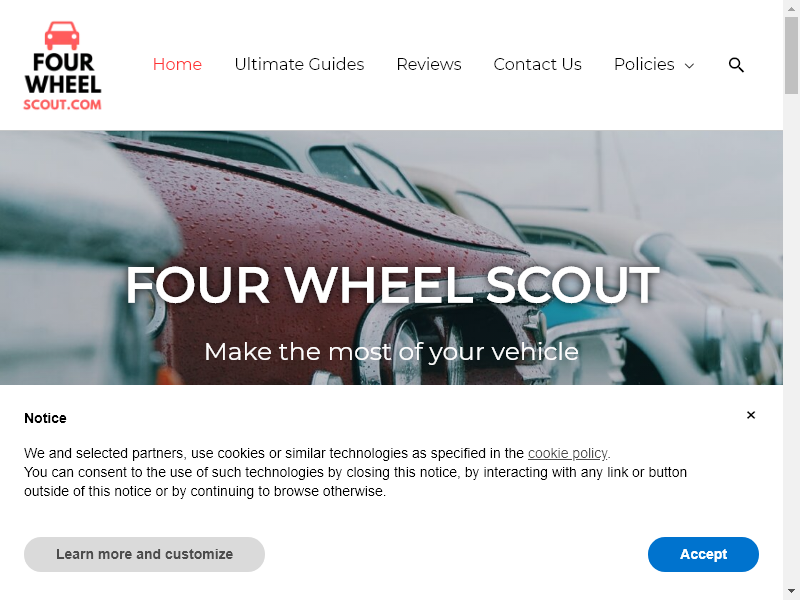 FOUR
WHEEL
SCOUT.COM
Home
Ultimate Guides
Reviews
Contact Us
Policies
FOUR WHEEL SCOUT
Make the most of your vehicle
Notice
We and selected partners, use cookies or similar technologies as specified in the cookie policy.
You can consent to the use of such technologies by closing this notice, by interacting with any link or button
outside of this notice or by continuing to browse otherwise.
Learn more and customize
Accept